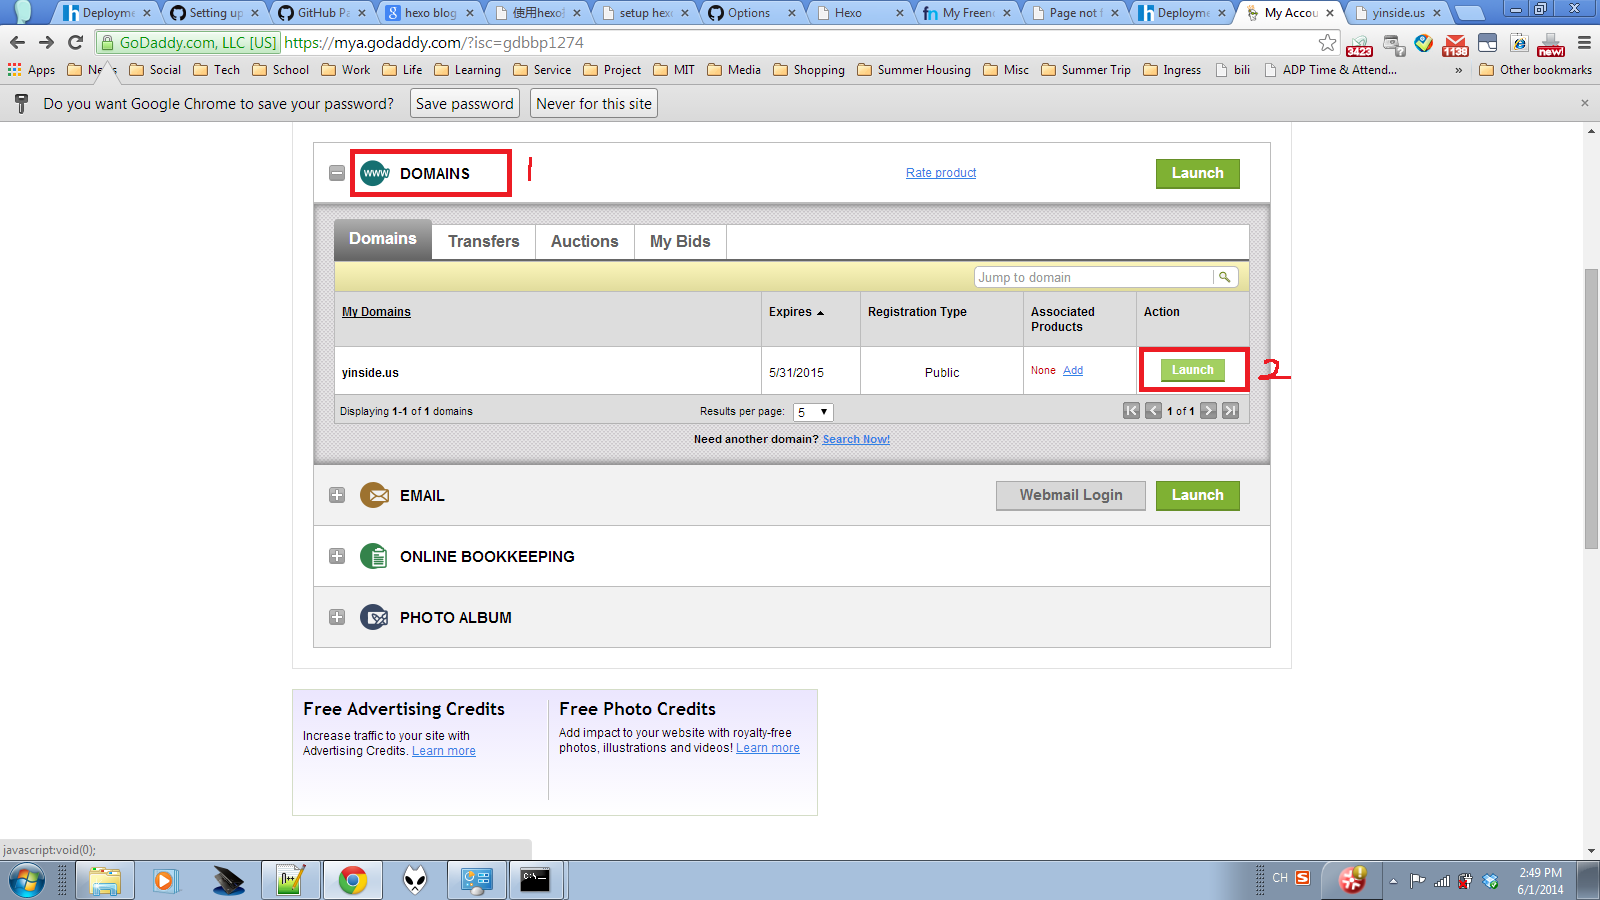 Deployme Setting up GitHub Pa hexo blog 使用hexo setup hexo Options Hexo My Freen Page not f Deployme My Accou yinside.us
GoDaddy.com, LLC [US] https://mya.godaddy.com/?isc=gdbbp1274 3423 1138 new!
Apps News Social Tech School Work Life Learning Service Project MIT Media Shopping Summer Housing Misc Summer Trip Ingress bili ADP Time & Attend... » Other bookmarks
Do you want Google Chrome to save your password? Save password Never for this site
www DOMAINS 1 Rate product Launch
Domains Transfers Auctions My Bids
Jump to domain
My Domains Expires Registration Type Associated Products Action
yinside.us 5/31/2015 Public None Add Launch 2
Displaying 1-1 of 1 domains Results per page: 5 1 of 1
Need another domain? Search Now!
EMAIL Webmail Login Launch
ONLINE BOOKKEEPING
PHOTO ALBUM
Free Advertising Credits
Increase traffic to your site with
Advertising Credits. Learn more
Free Photo Credits
Add impact to your website with royalty-free
photos, illustrations and videos! Learn more
javascript:void(0);
CH S 2:49 PM
6/1/2014